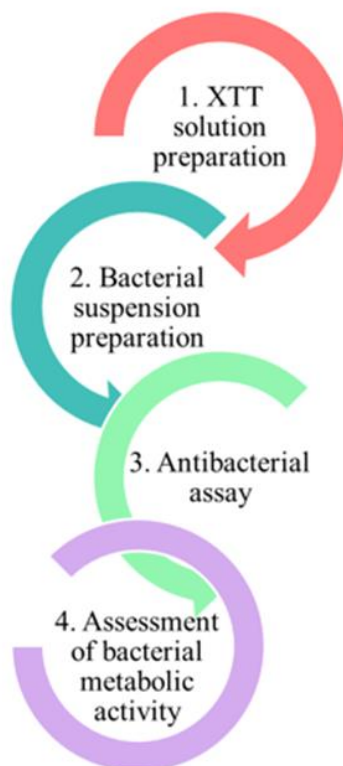 1. XTT
solution
preparation
2. Bacterial
suspension
preparation
3. Antibacterial
assay
4. Assessment
of bacterial
metabolic
activity